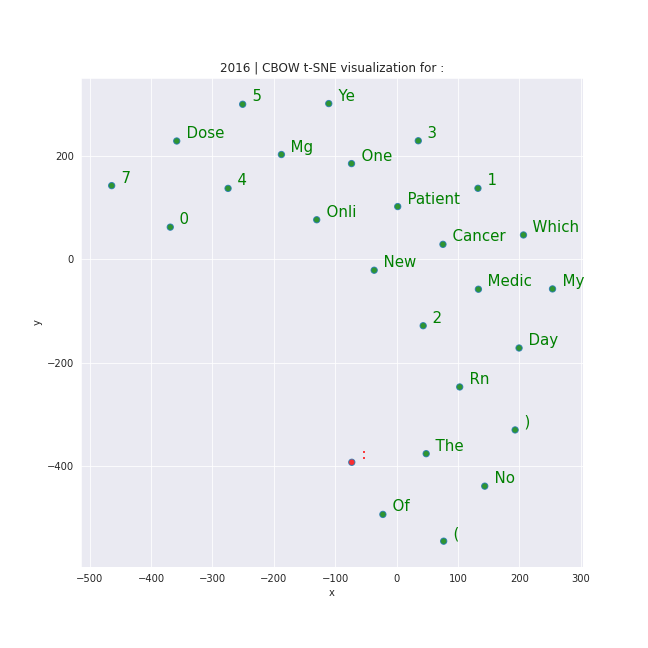 2016 | CBOW t-SNE visualization for :
5
Ye
Dose
3
Mg
One
7
4
1
Patient
0
Onli
Which
Cancer
New
Medic
My
2
Day
Rn
)
The
:
No
Of
(
200
0
−200
−400
y
−500 −400 −300 −200 −100 0 100 200 300
x